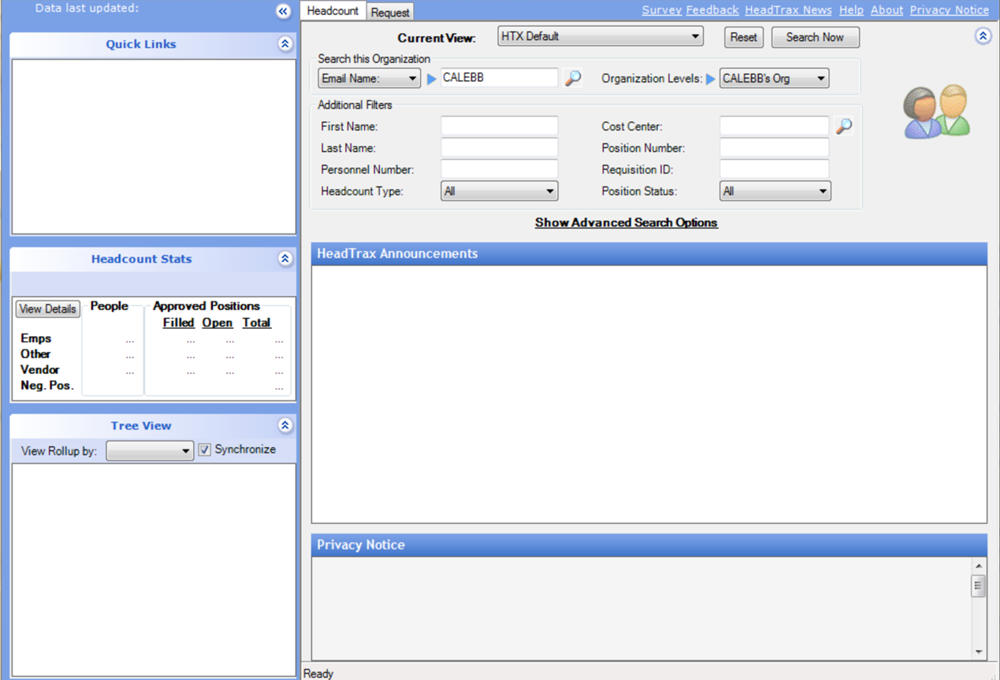 Data last updated:
Quick Links
Headcount Stats
View Details People Approved Positions
Filled Open Total
Emps ... ... ... ...
Other ... ... ... ...
Vendor ... ... ... ...
Neg. Pos. ...
Tree View
View Rollup by: Synchronize
Headcount Request Survey Feedback HeadTrax News Help About Privacy Notice
Current View: HTX Default Reset Search Now
Search this Organization
Email Name: CALEBB Organization Levels: CALEBB's Org
Additional Filters
First Name: Cost Center:
Last Name: Position Number:
Personnel Number: Requisition ID:
Headcount Type: All Position Status: All
Show Advanced Search Options
HeadTrax Announcements
Privacy Notice
Ready